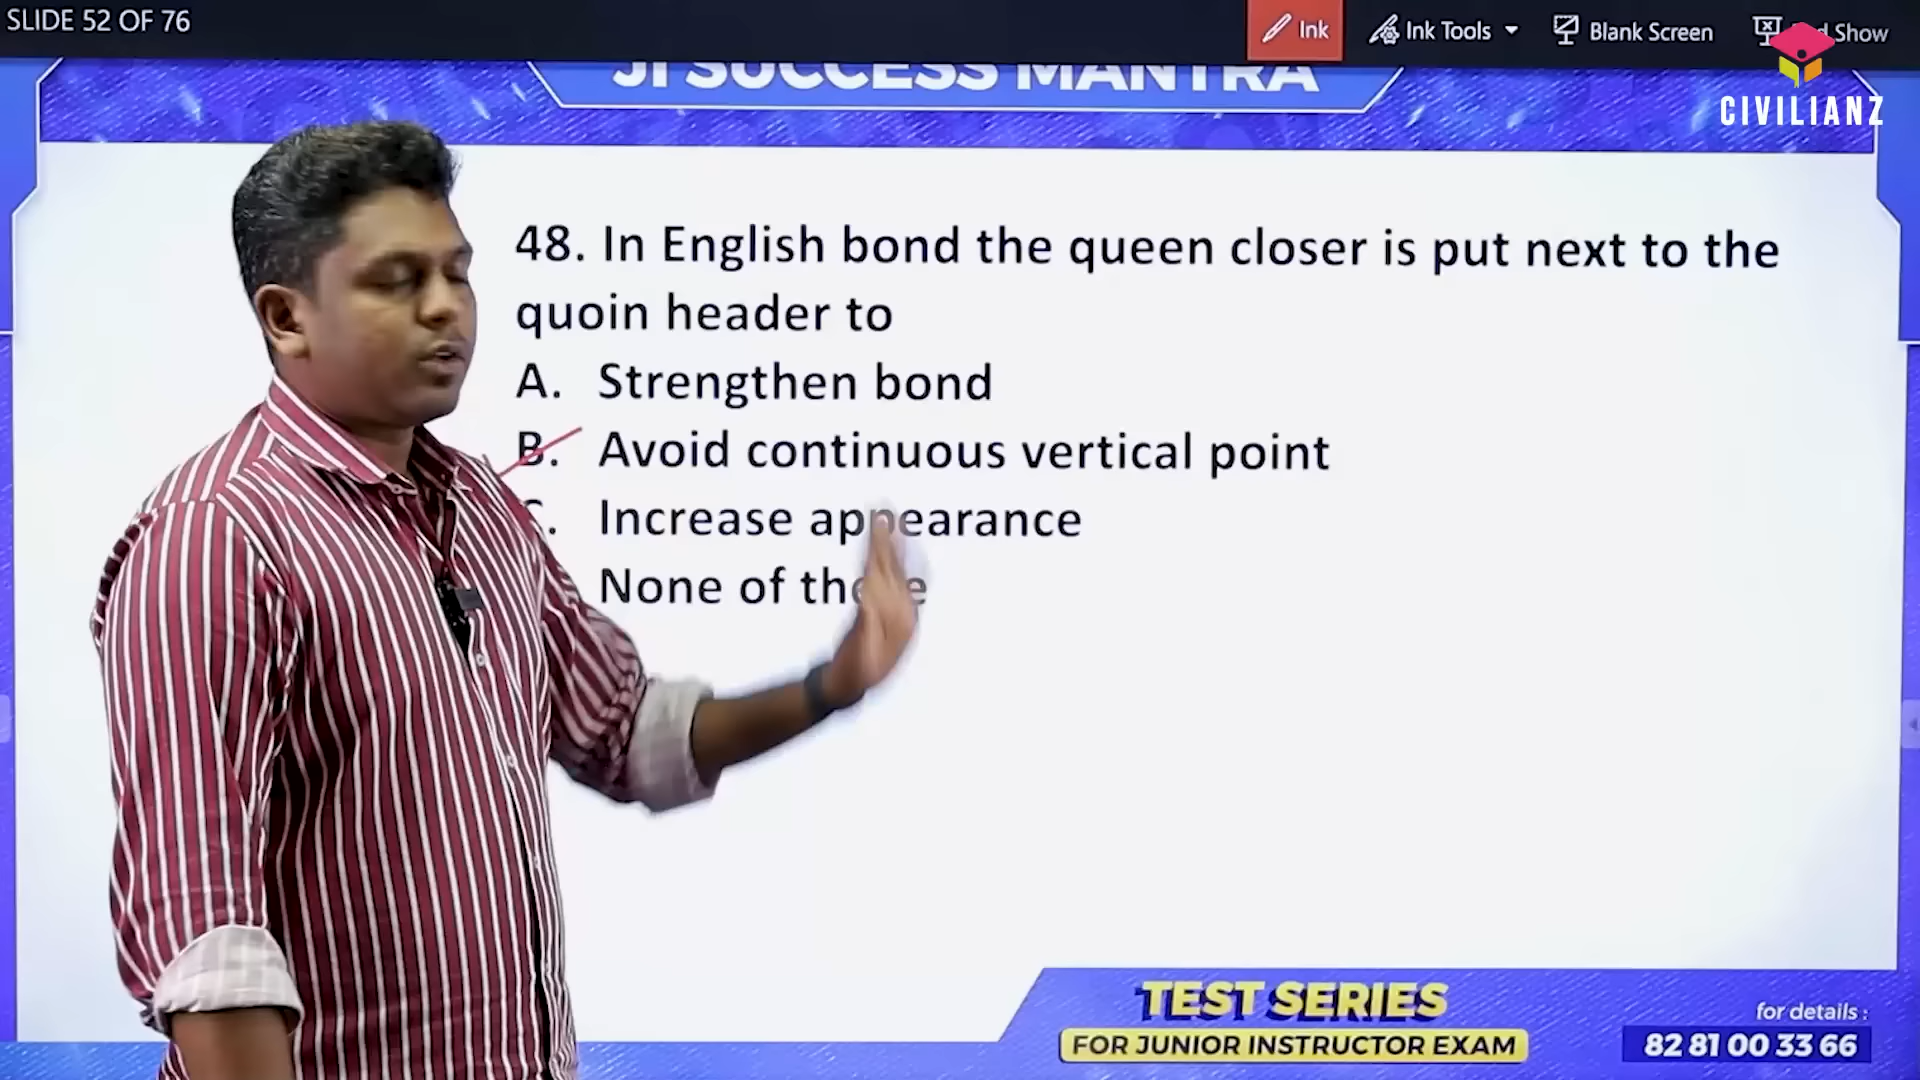 SLIDE 52 OF 76
Ink
Ink Tools
Blank Screen
Show
JI SUCCESS MANTRA
CIVILIANZ
48. In English bond the queen closer is put next to the
quoin header to
A. Strengthen bond
B. Avoid continuous vertical point
C. Increase appearance
None of these
TEST SERIES
FOR JUNIOR INSTRUCTOR EXAM
for details :
82 81 00 33 66